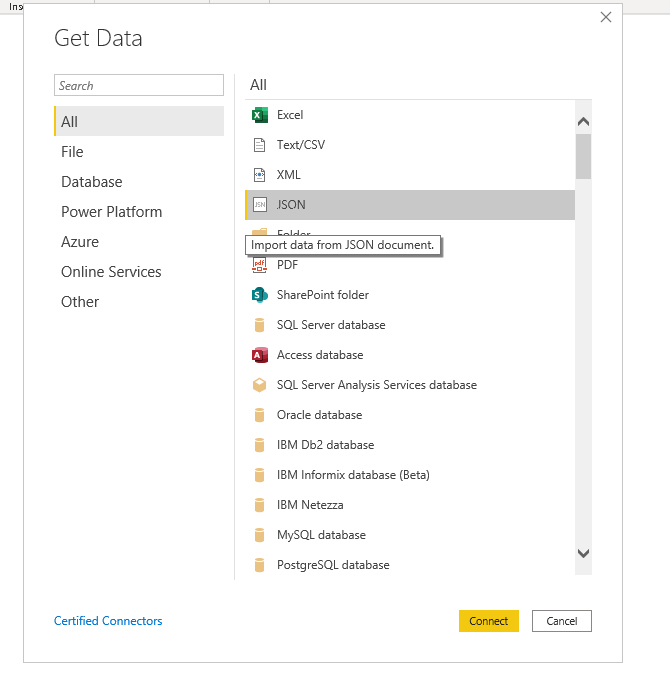 Ins
Get Data
Search
All
File
Database
Power Platform
Azure
Online Services
Other
All
Excel
Text/CSV
XML
JSON
Folder
Import data from JSON document.
PDF
SharePoint folder
SQL Server database
Access database
SQL Server Analysis Services database
Oracle database
IBM Db2 database
IBM Informix database (Beta)
IBM Netezza
MySQL database
PostgreSQL database
Certified Connectors
Connect
Cancel